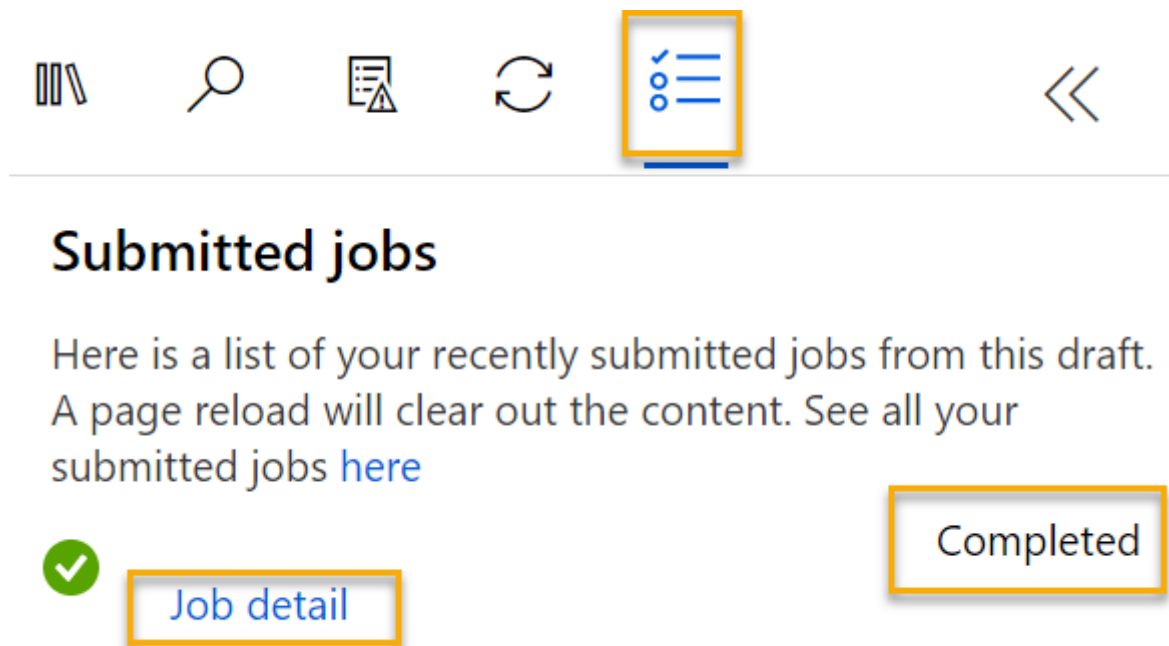 Submitted jobs
Here is a list of your recently submitted jobs from this draft.
A page reload will clear out the content. See all your
submitted jobs here
Completed
Job detail